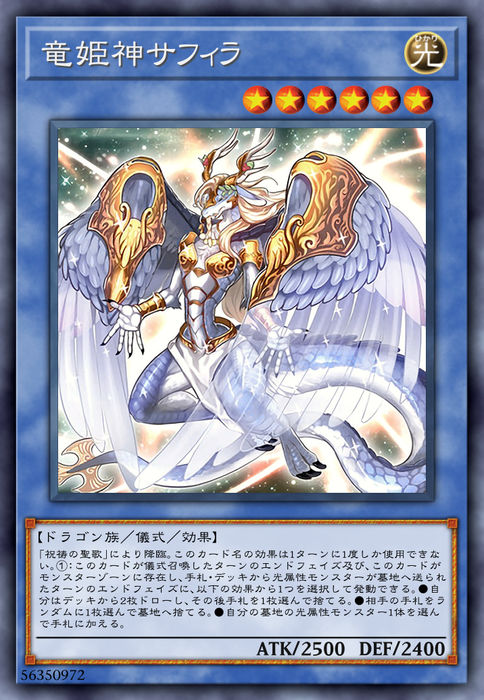 竜姫神サフィラ
ひかり
光
【ドラゴン族／儀式／効果】
「祝祷の聖歌」により降臨。このカード名の効果は1ターンに1度しか使用できな
い。①：このカードが儀式召喚したターンのエンドフェイズ及び、このカードが
モンスターゾーンに存在し、手札・デッキから光属性モンスターが墓地へ送られ
たターンのエンドフェイズに、以下の効果から1つを選択して発動できる。●自
分はデッキから2枚ドローし、その後手札を1枚選んで捨てる。●相手の手札をラ
ンダムに1枚選んで墓地へ捨てる。●自分の墓地の光属性モンスター1体を選ん
で手札に加える。
ATK/2500 DEF/2400
56350972